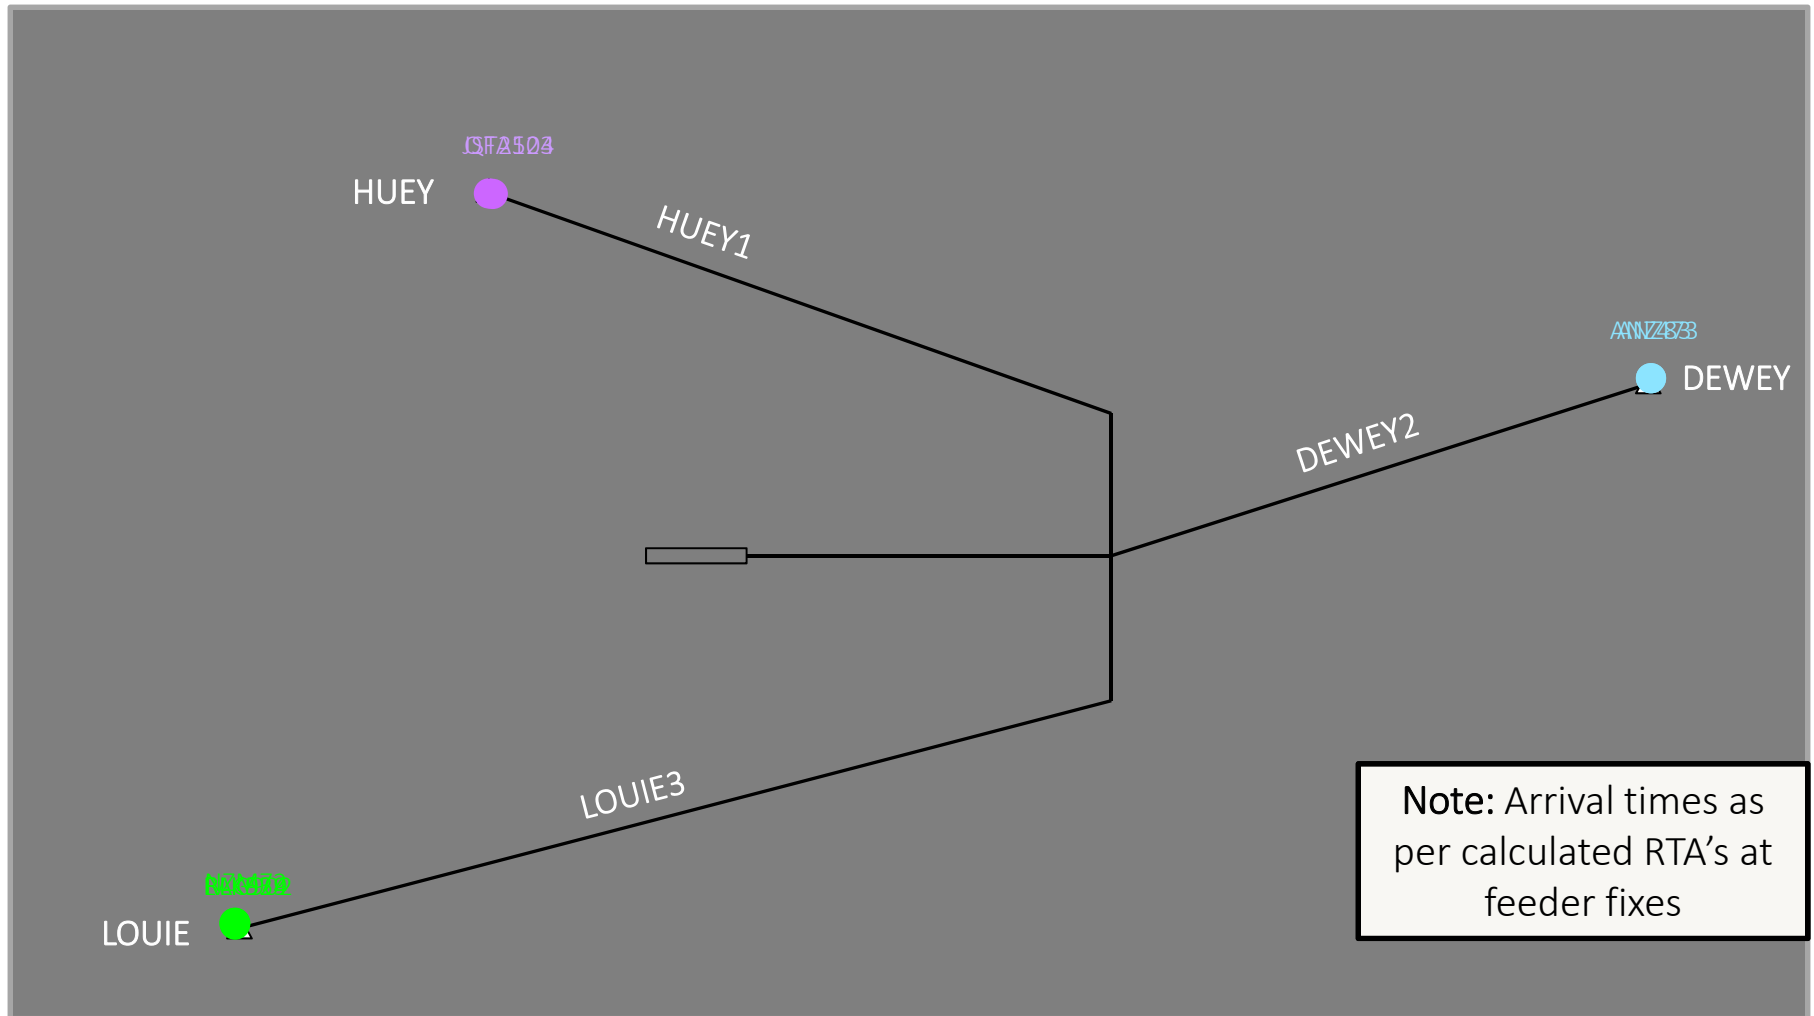 HUEY
HUEY1
DEWEY
DEWEY2
LOUIE3
LOUIE
Note: Arrival times as
per calculated RTA’s at
feeder fixes